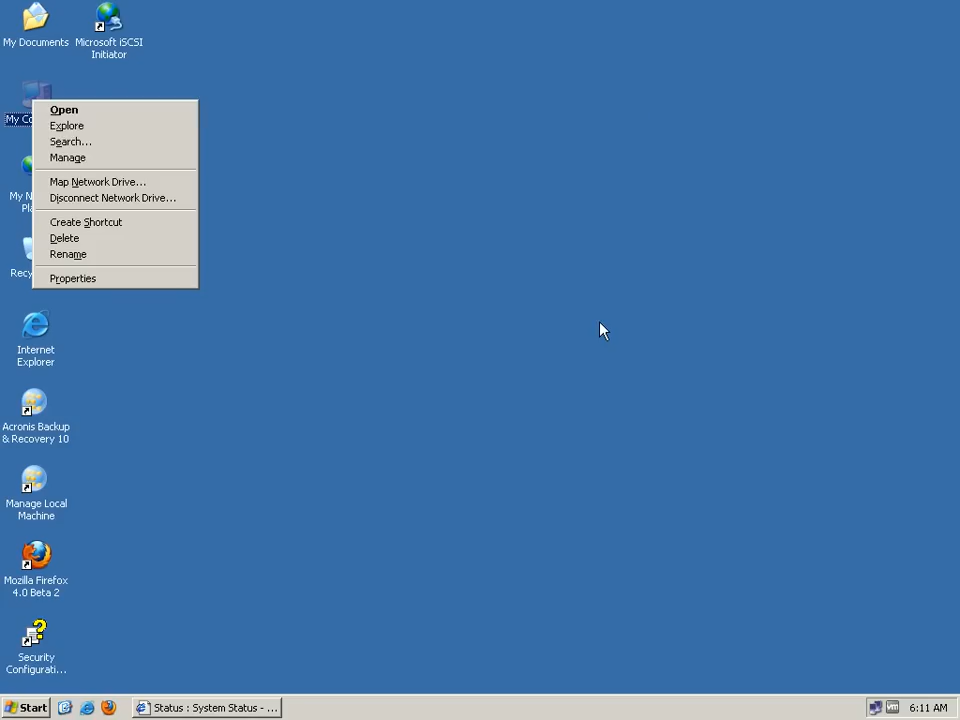 My Documents
Microsoft iSCSI
Initiator
Open
Explore
Search...
Manage
Map Network Drive...
Disconnect Network Drive...
Create Shortcut
Delete
Rename
Properties
Internet
Explorer
Acronis Backup
& Recovery 10
Manage Local
Machine
Mozilla Firefox
4.0 Beta 2
Security
Configurati...
Start
Status : System Status - ...
6:11 AM